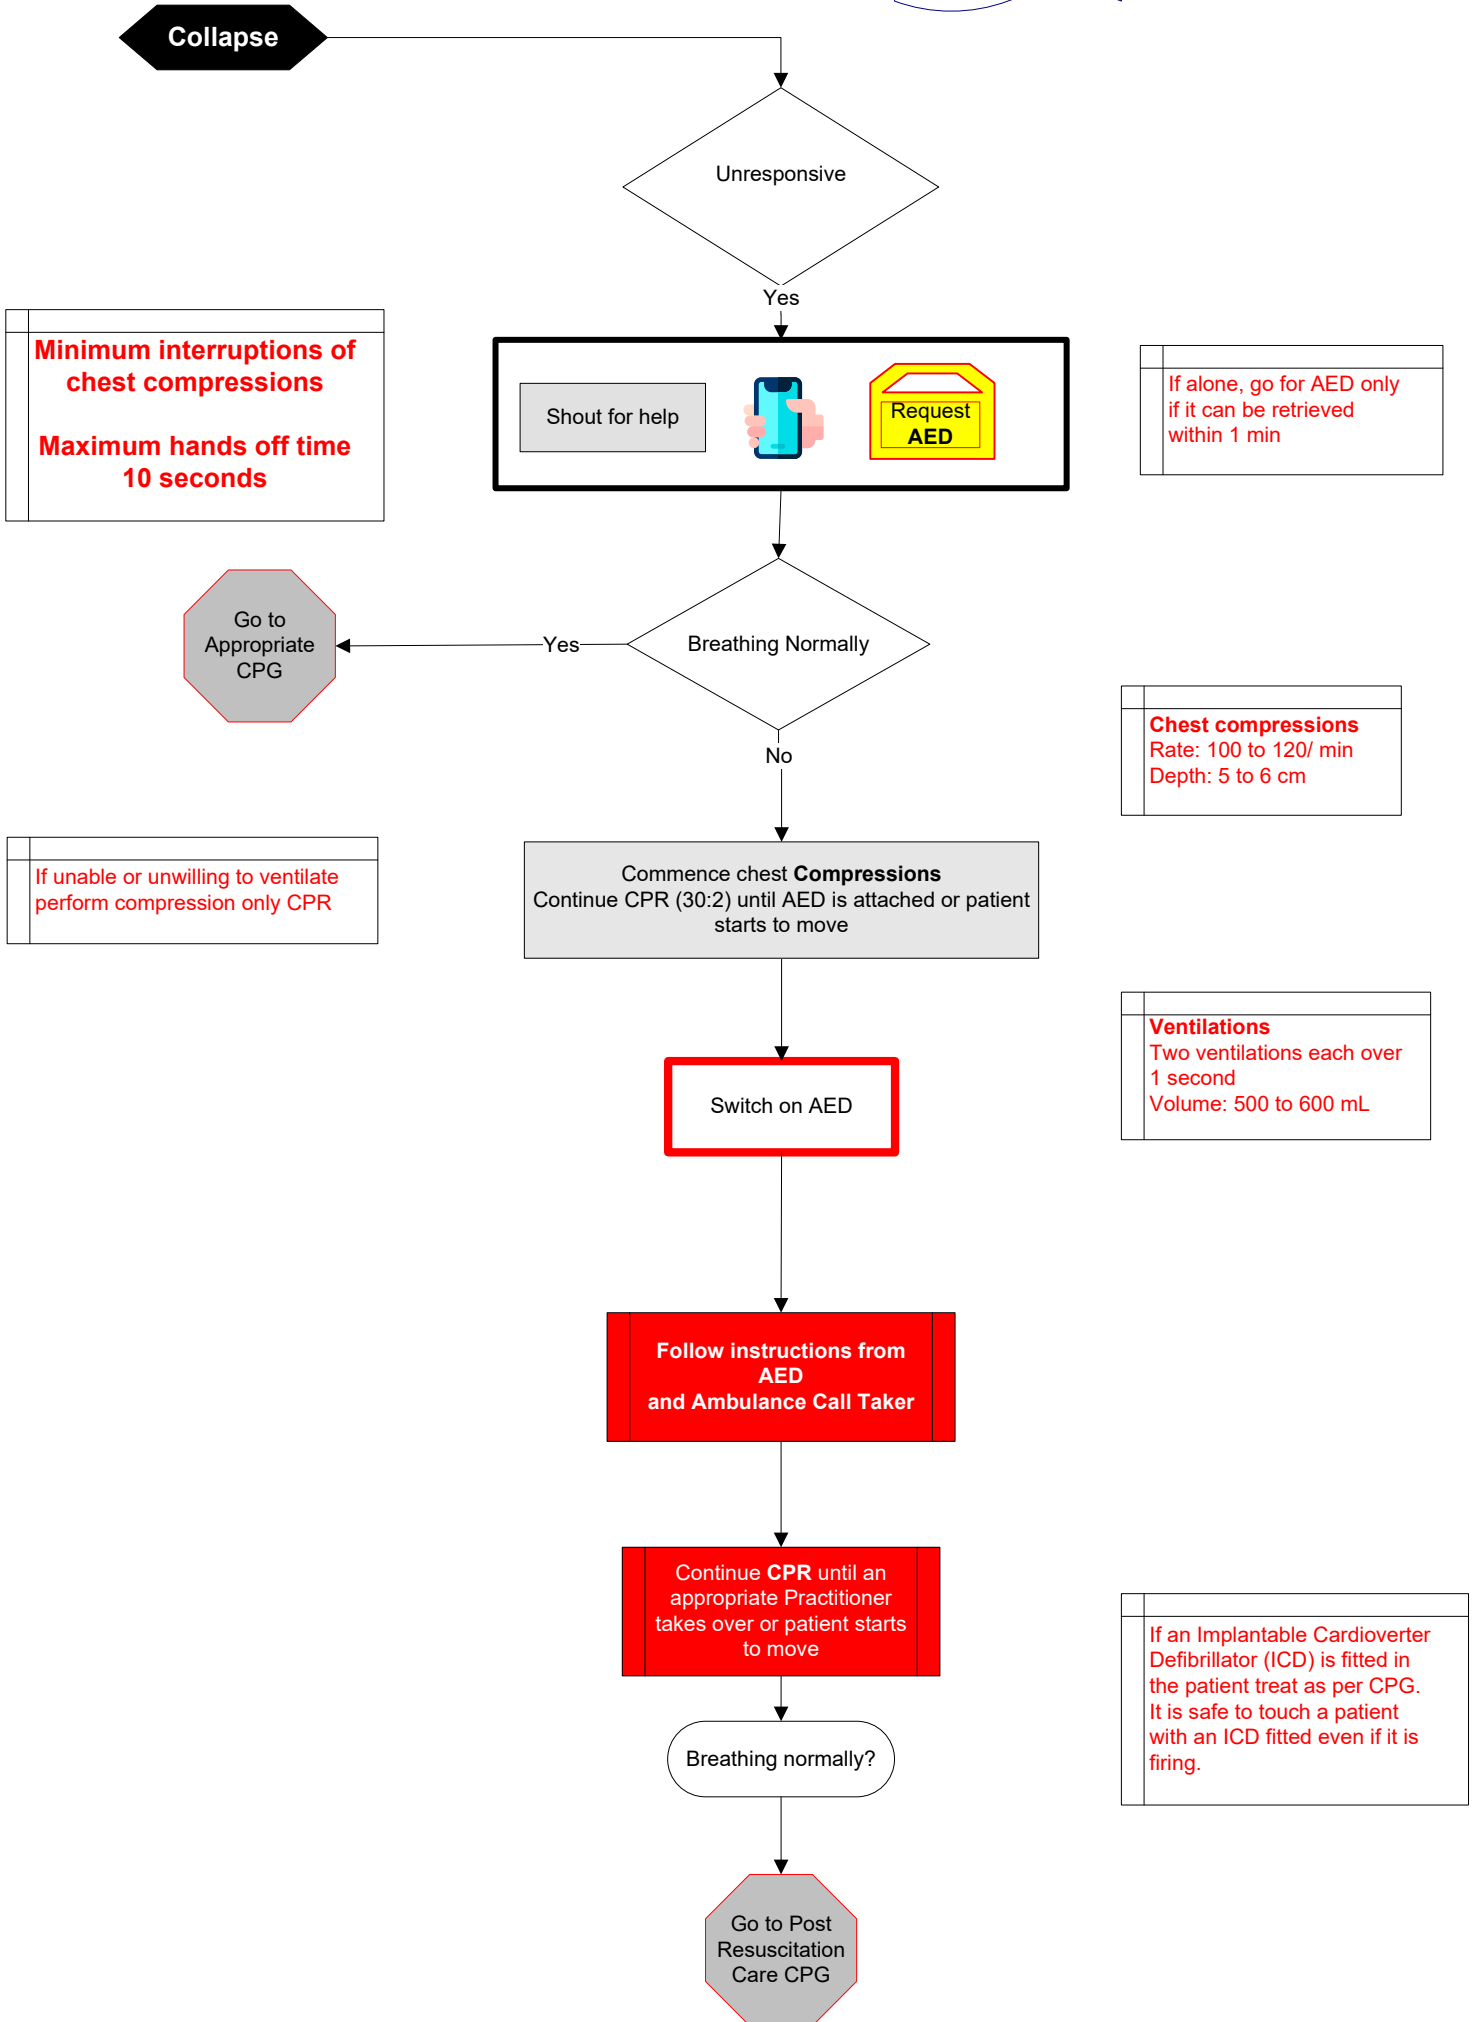 Collapse
Unresponsive
Yes
Minimum interruptions of
chest compressions
Maximum hands off time
10 seconds
Shout for help
Request
AED
If alone, go for AED only
if it can be retrieved
within 1 min
Go to
Appropriate
CPG
Yes
Breathing Normally
No
Chest compressions
Rate: 100 to 120/ min
Depth: 5 to 6 cm
If unable or unwilling to ventilate
perform compression only CPR
Commence chest Compressions
Continue CPR (30:2) until AED is attached or patient
starts to move
Ventilations
Two ventilations each over
1 second
Volume: 500 to 600 mL
Switch on AED
Follow instructions from
AED
and Ambulance Call Taker
Continue CPR until an
appropriate Practitioner
takes over or patient starts
to move
If an Implantable Cardioverter
Defibrillator (ICD) is fitted in
the patient treat as per CPG.
It is safe to touch a patient
with an ICD fitted even if it is
firing.
Breathing normally?
Go to Post
Resuscitation
Care CPG